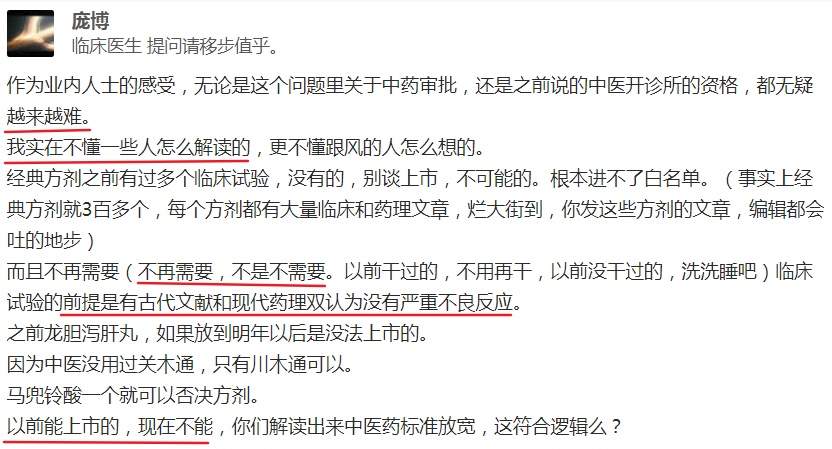 庞博
临床医生 提问请移步值乎。
作为业内人士的感受，无论是这个问题里关于中药审批，还是之前说的中医开诊所的资格，都无疑
越来越难。
我实在不懂一些人怎么解读的，更不懂跟风的人怎么想的。
经典方剂之前有过多个临床试验，没有的，别谈上市，不可能的。根本进不了白名单。（事实上经
典方剂就3百多个，每个方剂都有大量临床和药理文章，烂大街到，你发这些方剂的文章，编辑都会
吐的地步）
而且不再需要（不再需要，不是不需要。以前干过的，不用再干，以前没干过的，洗洗睡吧）临床
试验的前提是有古代文献和现代药理双认为没有严重不良反应。
之前龙胆泻肝丸，如果放到明年以后是没法上市的。
因为中医没用过关木通，只有川木通可以。
马兜铃酸一个就可以否决方剂。
以前能上市的，现在不能，你们解读出来中医药标准放宽，这符合逻辑么？